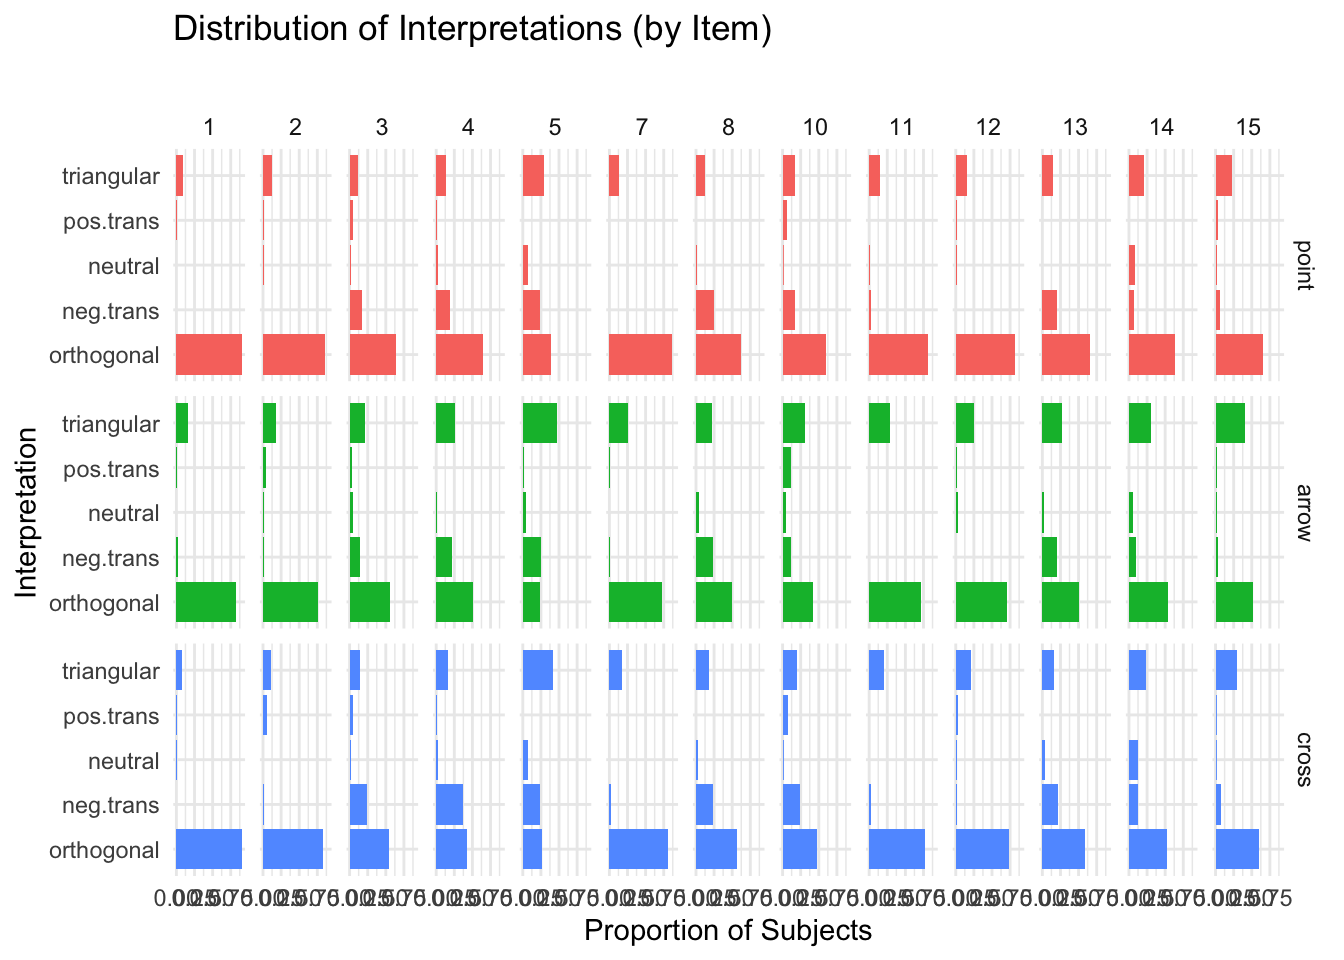 Distribution of Interpretations (by Item)
1 2 3 4 5 7 8 10 11 12 13 14 15
triangular
pos.trans
neutral
neg.trans
orthogonal
point
triangular
pos.trans
neutral
neg.trans
orthogonal
arrow
triangular
pos.trans
neutral
neg.trans
orthogonal
cross
Interpretation
Proportion of Subjects